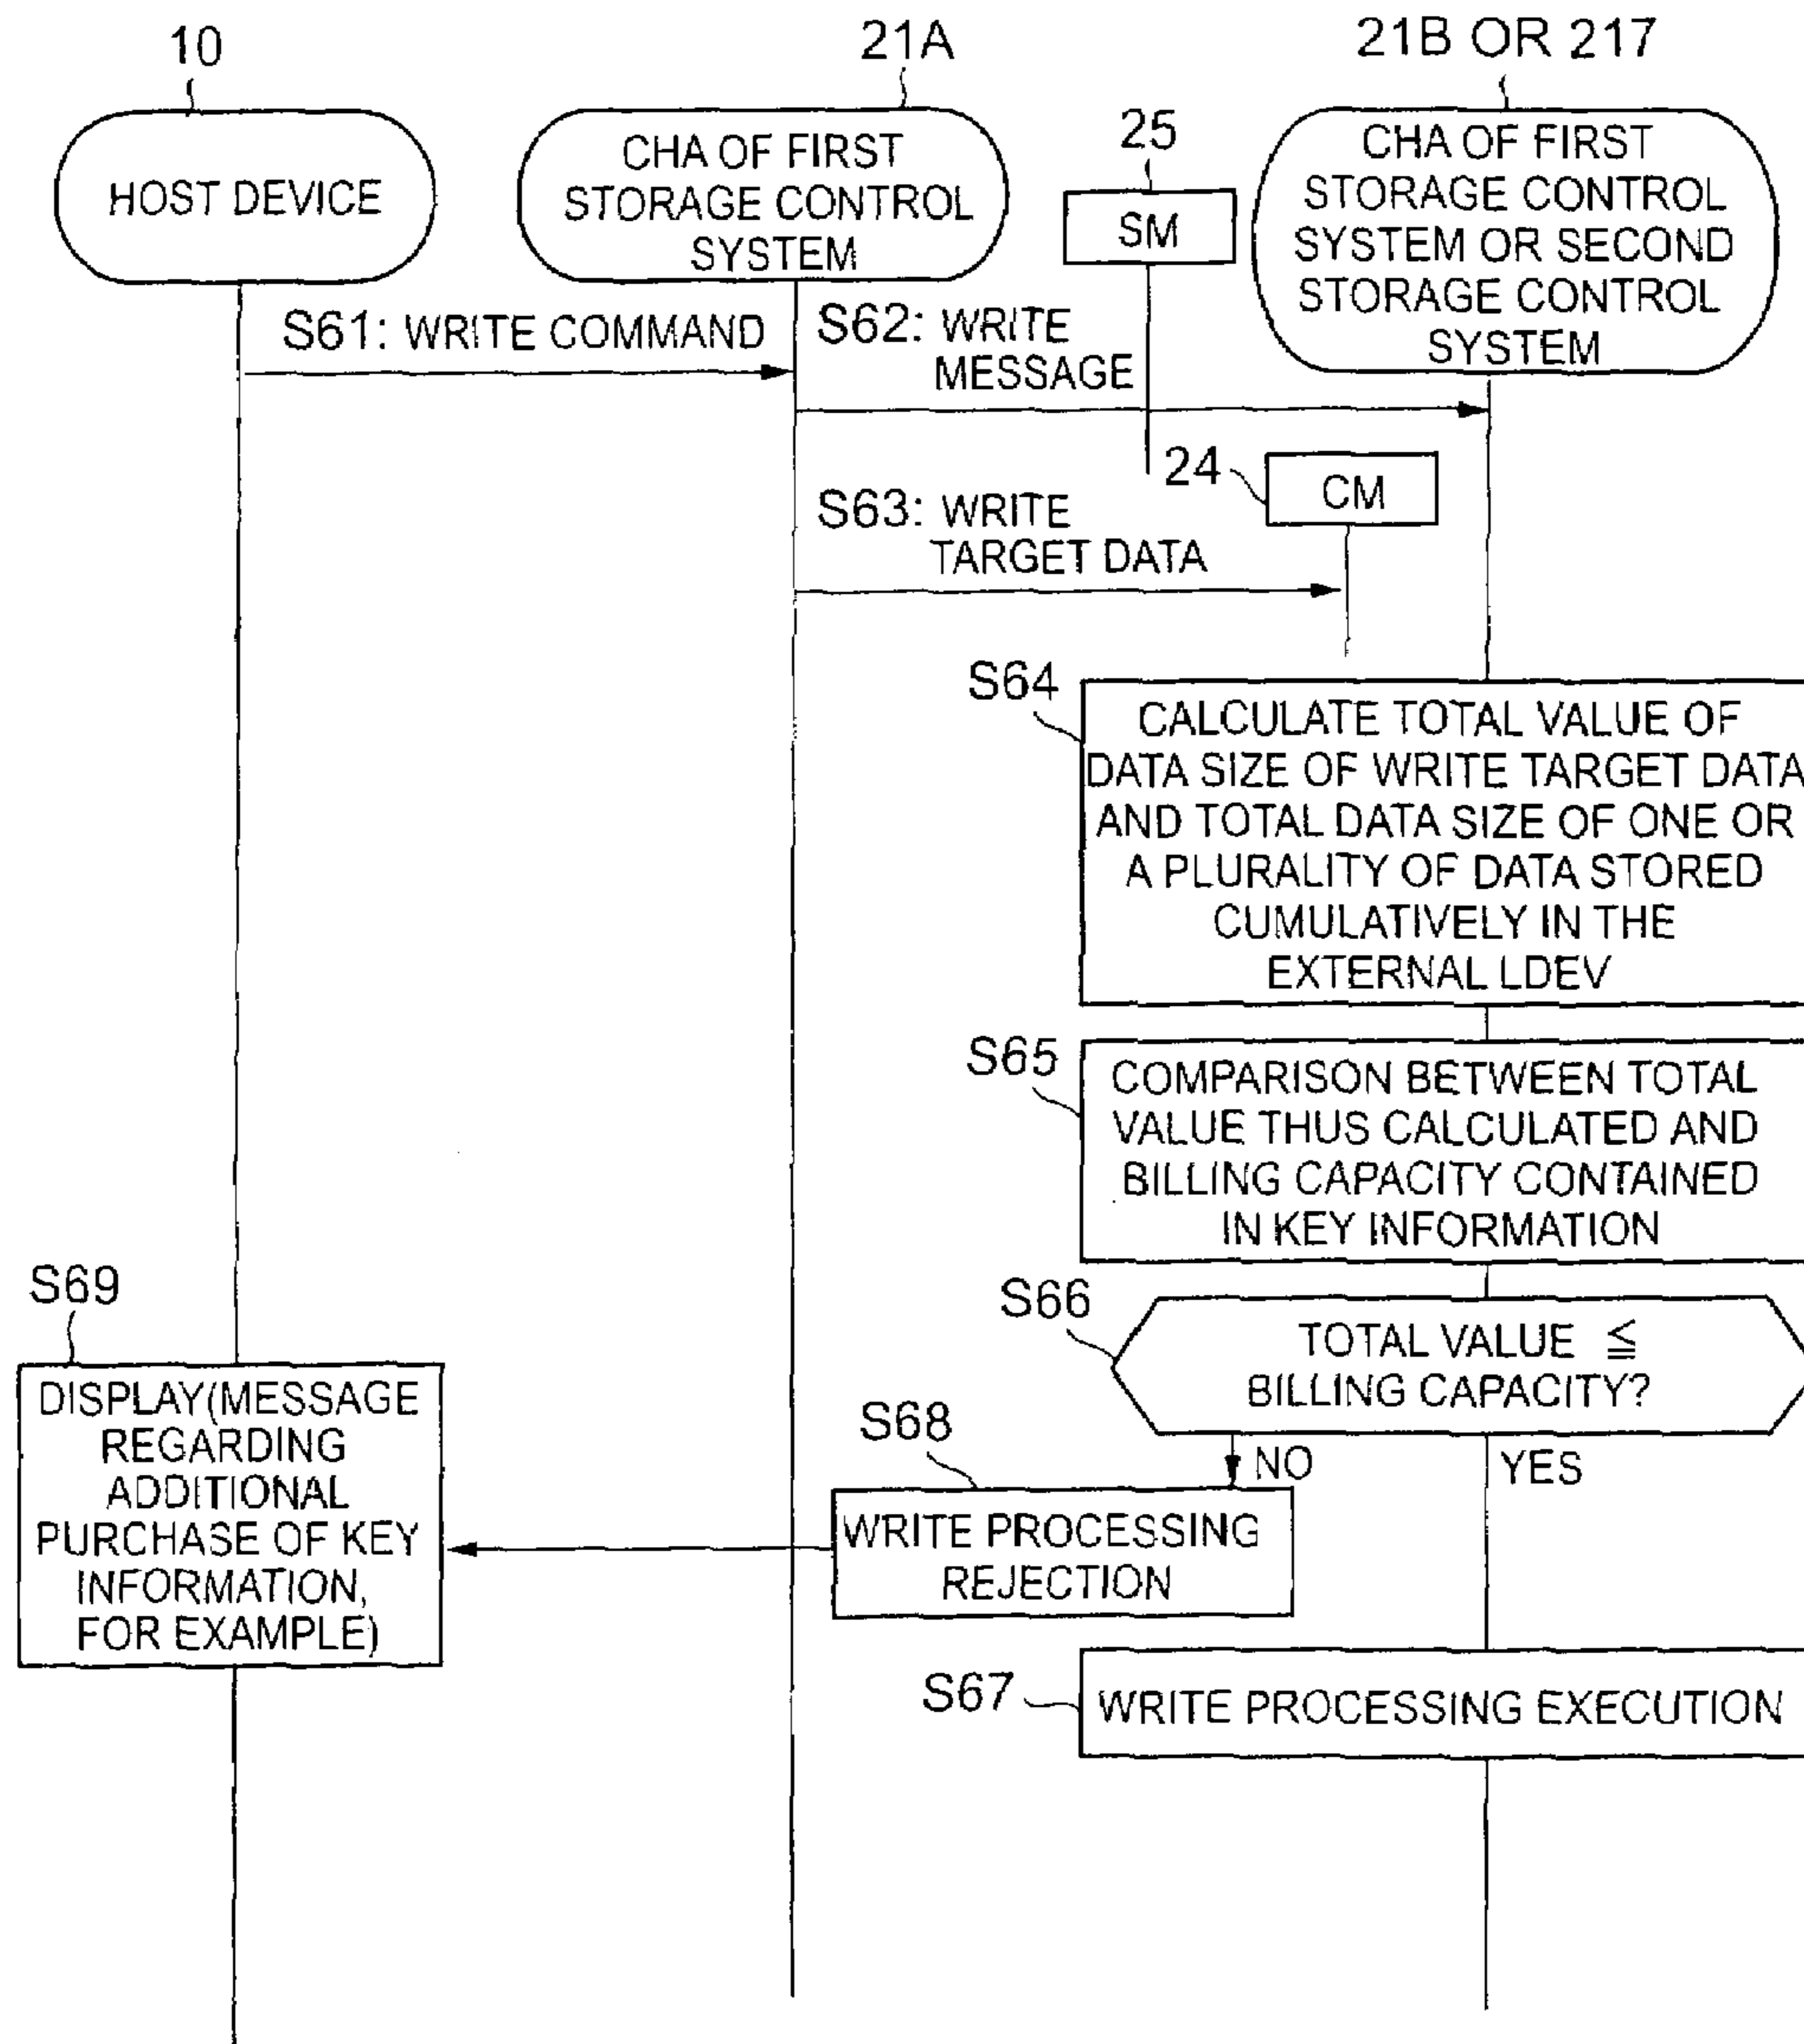 10
21A
21B OR 217
HOST DEVICE
CHA OF FIRST
STORAGE CONTROL
SYSTEM
25
SM
CHA OF FIRST
STORAGE CONTROL
SYSTEM OR SECOND
STORAGE CONTROL
SYSTEM
S61: WRITE COMMAND
S62: WRITE
MESSAGE
24
CM
S63: WRITE
TARGET DATA
S64
CALCULATE TOTAL VALUE OF
DATA SIZE OF WRITE TARGET DATA
AND TOTAL DATA SIZE OF ONE OR
A PLURALITY OF DATA STORED
CUMULATIVELY IN THE
EXTERNAL LDEV
S65
COMPARISON BETWEEN TOTAL
VALUE THUS CALCULATED AND
BILLING CAPACITY CONTAINED
IN KEY INFORMATION
S66
TOTAL VALUE ≦
BILLING CAPACITY?
NO
YES
S69
DISPLAY(MESSAGE
REGARDING
ADDITIONAL
PURCHASE OF KEY
INFORMATION,
FOR EXAMPLE)
S68
WRITE PROCESSING
REJECTION
S67
WRITE PROCESSING EXECUTION